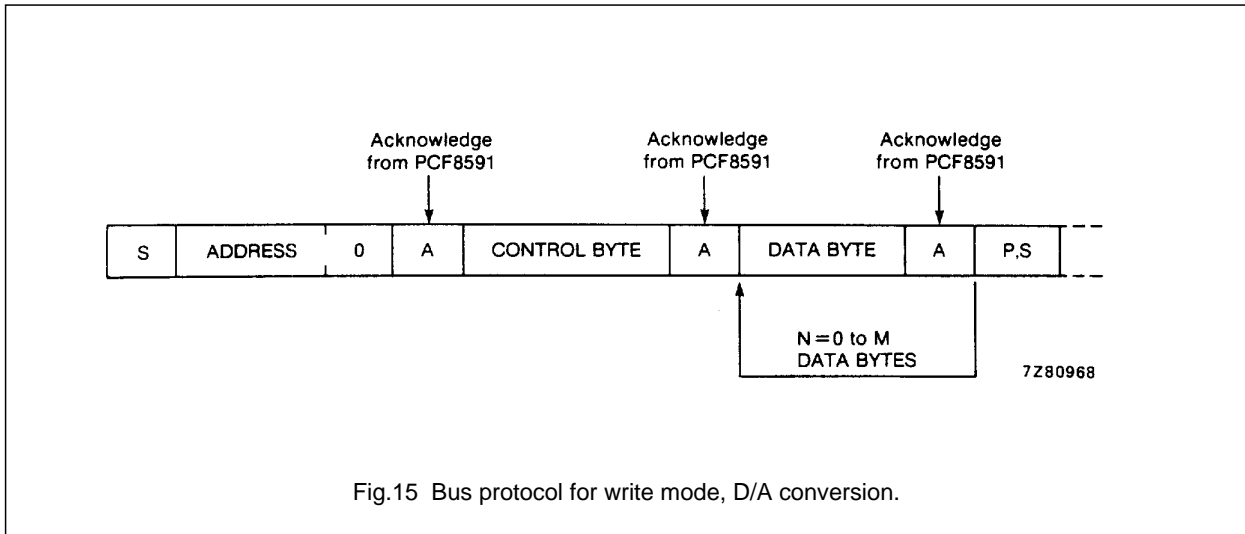 Acknowledge
from PCF8591
Acknowledge
from PCF8591
Acknowledge
from PCF8591
S ADDRESS 0 A CONTROL BYTE A DATA BYTE A P,S
N=0 to M
DATA BYTES
7Z80968
Fig.15 Bus protocol for write mode, D/A conversion.